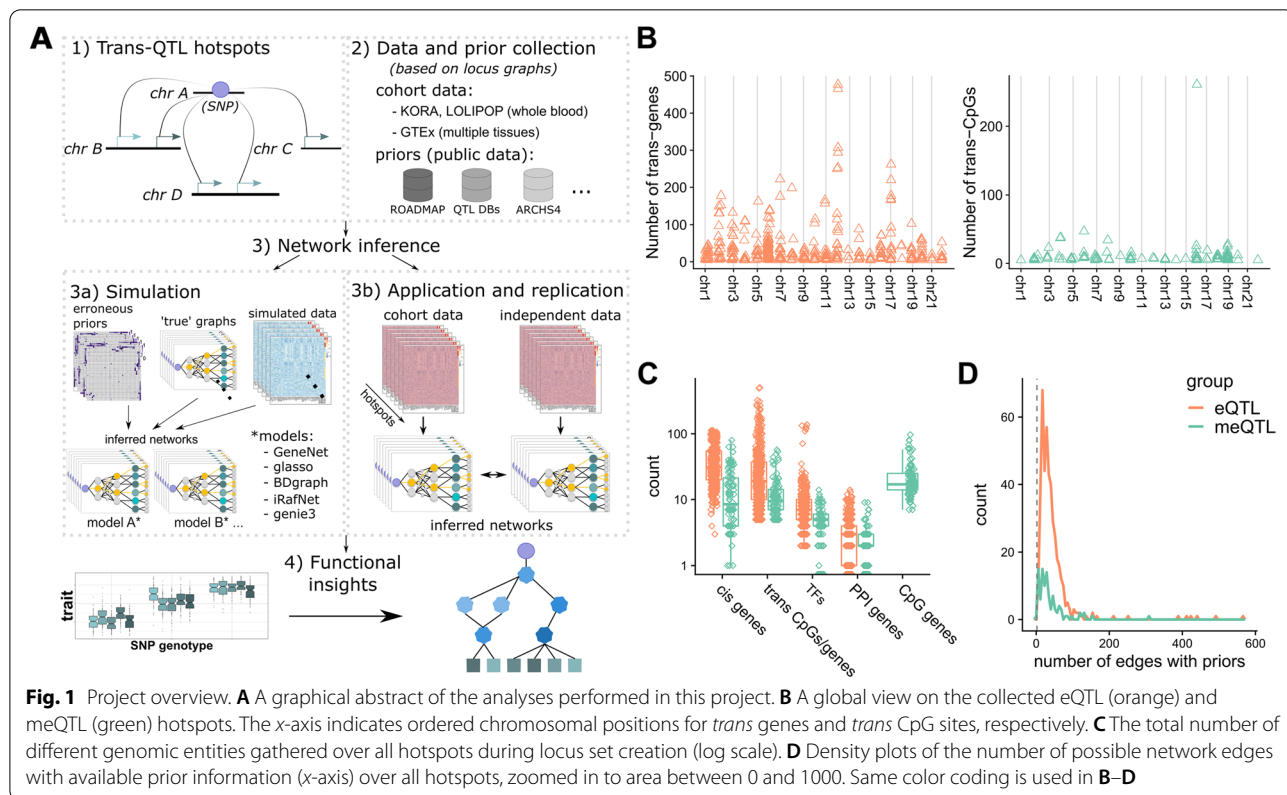 A
1) Trans-QTL hotspots
chr A
(SNP)
chr B
chr C
chr D
2) Data and prior collection
(based on locus graphs)
cohort data:
- KORA, LOLIPOP (whole blood)
- GTEx (multiple tissues)
priors (public data):
...
ROADMAP QTL DBs ARCHS4
3) Network inference
3a) Simulation
erroneous
priors
'true' graphs
simulated data
inferred networks
model A* model B* ...
*models:
- GeneNet
- glasso
- BDgraph
- iRafNet
- genie3
3b) Application and replication
cohort data independent data
hotspots
inferred networks
4) Functional
insights
trait
SNP genotype
B
Number of trans-genes
500
400
300
200
100
0
chr1 chr3 chr5 chr7 chr9 chr11 chr13 chr15 chr17 chr19 chr21
Number of trans-CpGs
200
100
0
chr1 chr3 chr5 chr7 chr9 chr11 chr13 chr15 chr17 chr19 chr21
C
count
100
10
1
cis genes
trans CpGs/genes
TFs
PPI genes
CpG genes
D
group
eQTL
meQTL
count
60
40
20
0
0 200 400 600
number of edges with priors
Fig. 1 Project overview. A A graphical abstract of the analyses performed in this project. B A global view on the collected eQTL (orange) and
meQTL (green) hotspots. The x-axis indicates ordered chromosomal positions for trans genes and trans CpG sites, respectively. C The total number of
different genomic entities gathered over all hotspots during locus set creation (log scale). D Density plots of the number of possible network edges
with available prior information (x-axis) over all hotspots, zoomed in to area between 0 and 1000. Same color coding is used in B–D